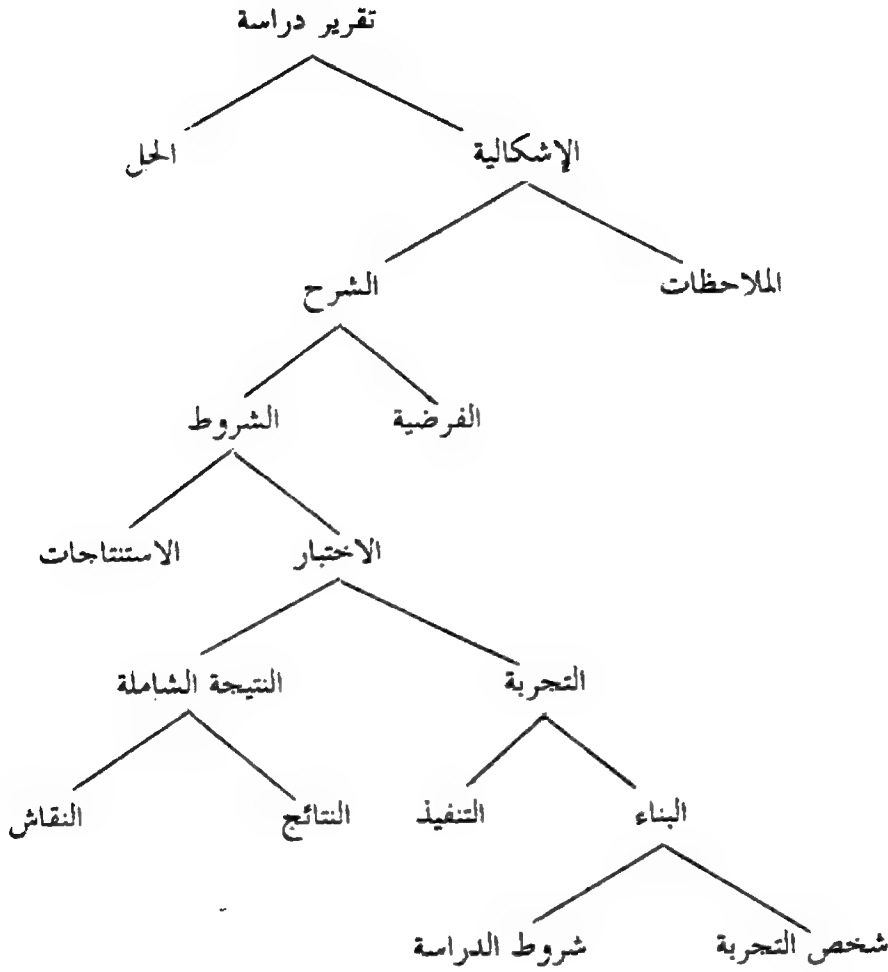 تقرير دراسة
الإشكالية الحل
الملاحظات الشرح
الفرضية الشروط
الاختبار الاستنتاجات
التجربة النتيجة الشاملة
البناء التنفيذ النتائج النقاش
شخص التجربة شروط الدراسة